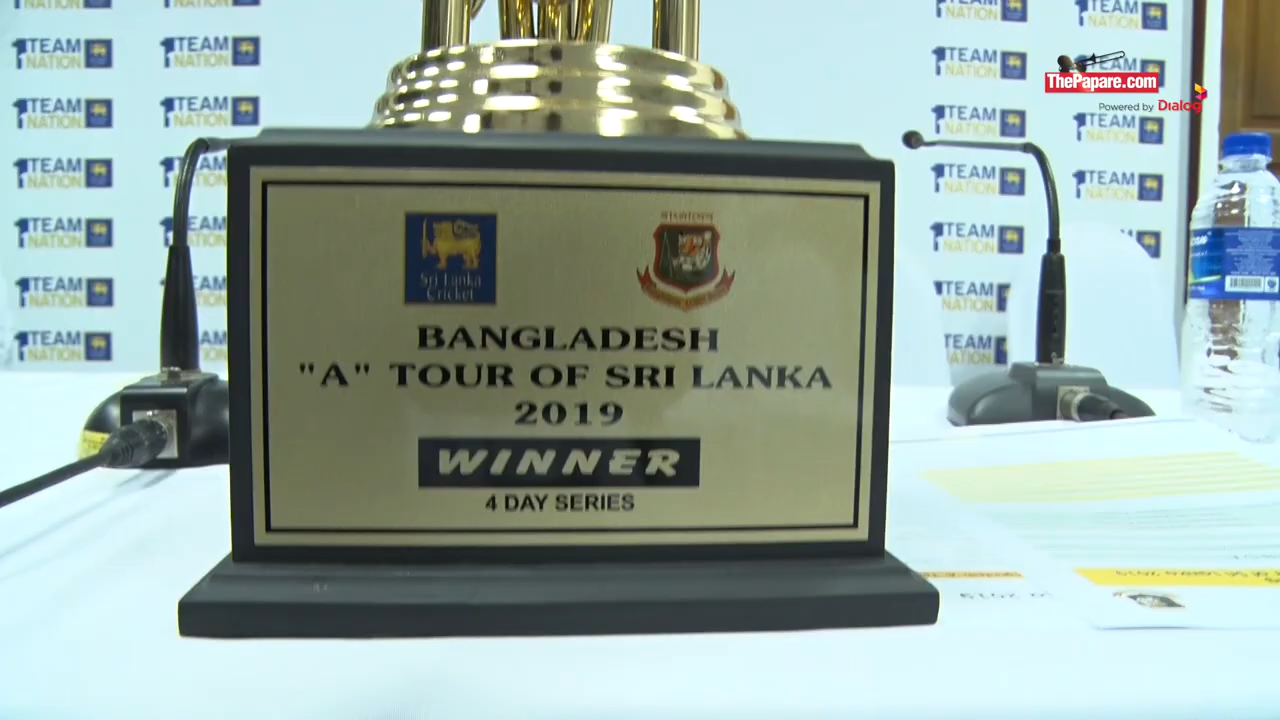 ThePapare.com
Powered by Dialog
1 TEAM
NATION
Sri Lanka
Cricket
BANGLADESH
"A" TOUR OF SRI LANKA
2019
WINNER
4 DAY SERIES